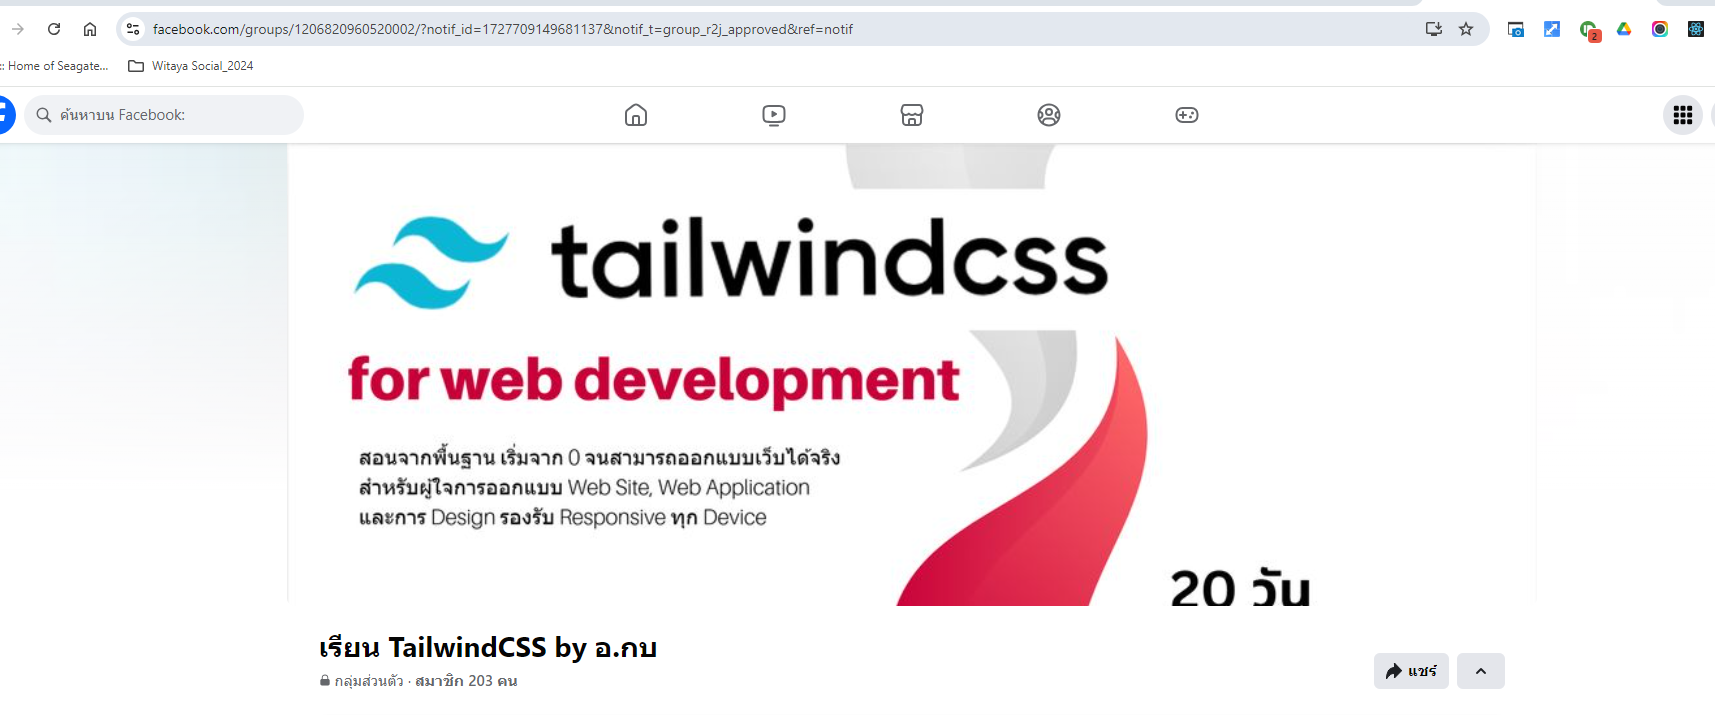 facebook.com/groups/1206820960520002/?notif_id=1727709149681137&notif_t=group_r2j_approved&ref=notif
2
:: Home of Seagate...
Witaya Social_2024
ค้นหาบน Facebook:
tailwindcss
for web development
สอนจากพื้นฐาน เริ่มจาก 0 จนสามารถออกแบบเว็บได้จริง
สำหรับผู้ใจการออกแบบ Web Site, Web Application
และการ Design รองรับ Responsive ทุก Device
20 วัน
เรียน TailwindCSS by อ.กบ
กลุ่มส่วนตัว · สมาชิก 203 คน
แชร์